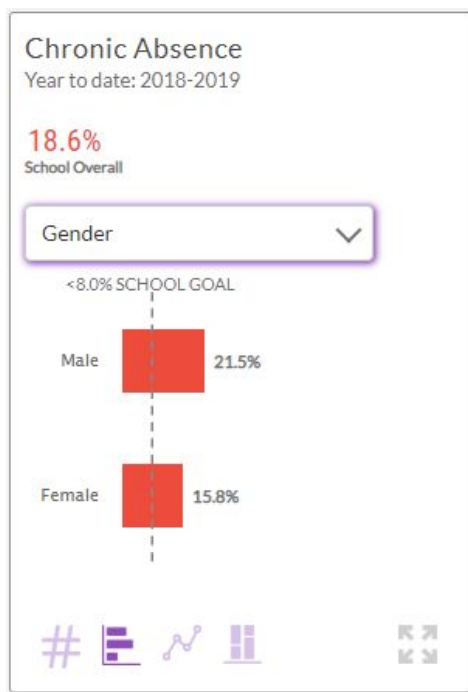 Chronic Absence
Year to date: 2018-2019
18.6%
School Overall
Gender
<8.0% SCHOOL GOAL
Male 21.5%
Female 15.8%